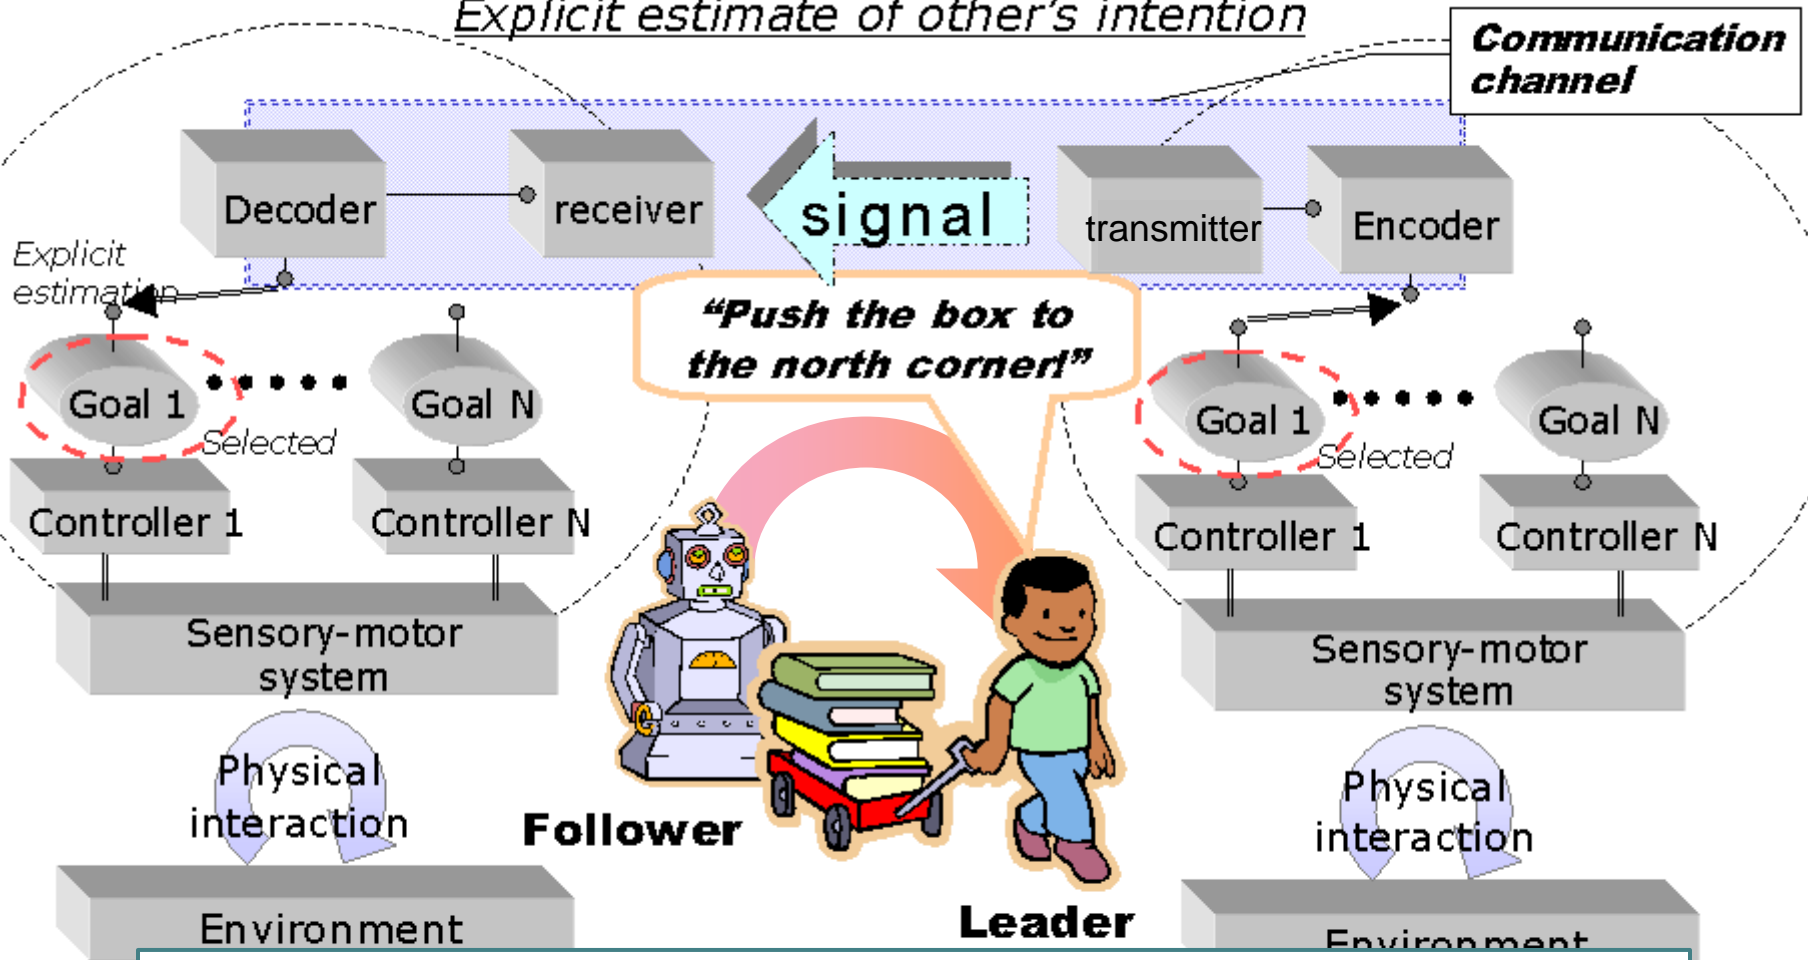 Explicit estimate of other's intention
Communication
channel
Decoder
receiver
signal
transmitter
Encoder
Explicit
estimation
“Push the box to
the north corner!”
Goal 1
Goal N
Selected
Goal 1
Goal N
Selected
Controller 1
Controller N
Controller 1
Controller N
Sensory-motor
system
Sensory-motor
system
Physical
interaction
Physical
interaction
Follower
Leader
Environment
Environment